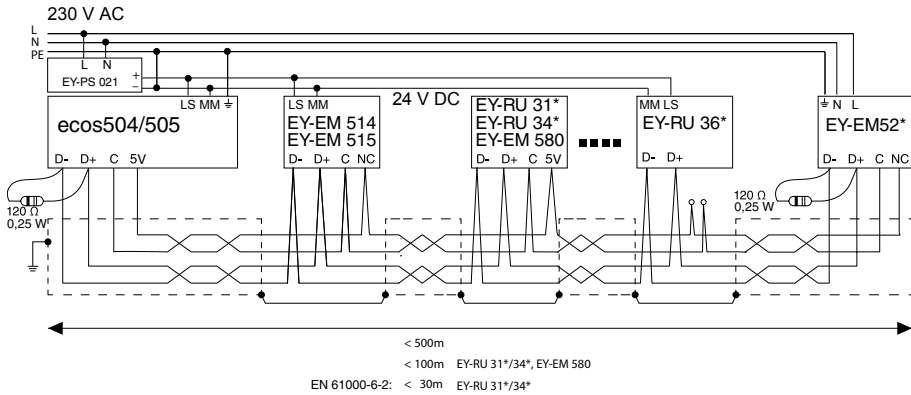 230 V AC
L
N
PE
L N
EY-PS 021
+
−
LS MM
LS MM
24 V DC
MM LS
N L
ecos504/505
EY-EM 514
EY-EM 515
EY-RU 31*
EY-RU 34*
EY-EM 580
EY-RU 36*
EY-EM52*
D- D+ C 5V
D- D+ C NC
D- D+ C 5V
D- D+
D- D+ C NC
120 Ω
0,25 W
120 Ω
0,25 W
< 500m
< 100m EY-RU 31*/34*, EY-EM 580
EN 61000-6-2: < 30m EY-RU 31*/34*